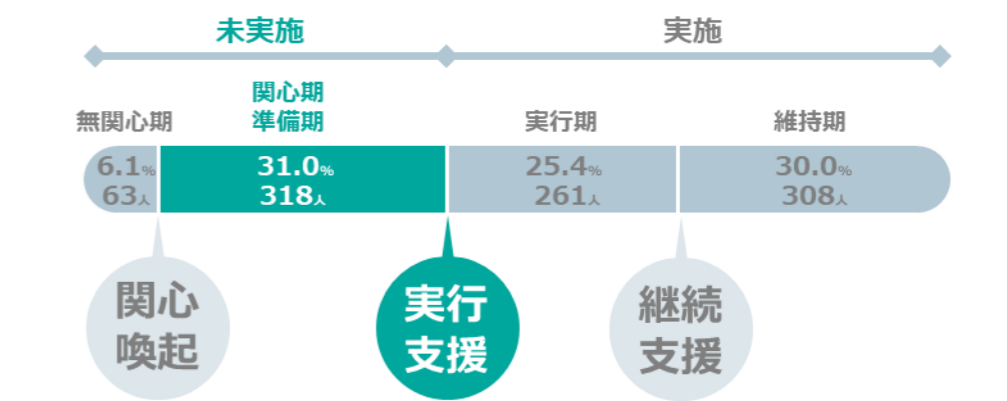 未実施
実施
無関心期
関心期
準備期
実行期
維持期
6.1%
63人
31.0%
318人
25.4%
261人
30.0%
308人
関心
喚起
実行
支援
継続
支援